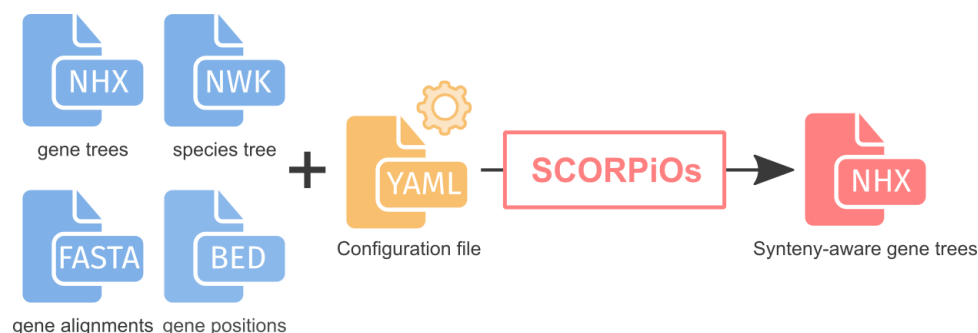 NHX
NWK
gene trees
species tree
FASTA
BED
gene alignments
gene positions
YAML
Configuration file
SCORPiOs
NHX
Synteny-aware gene trees